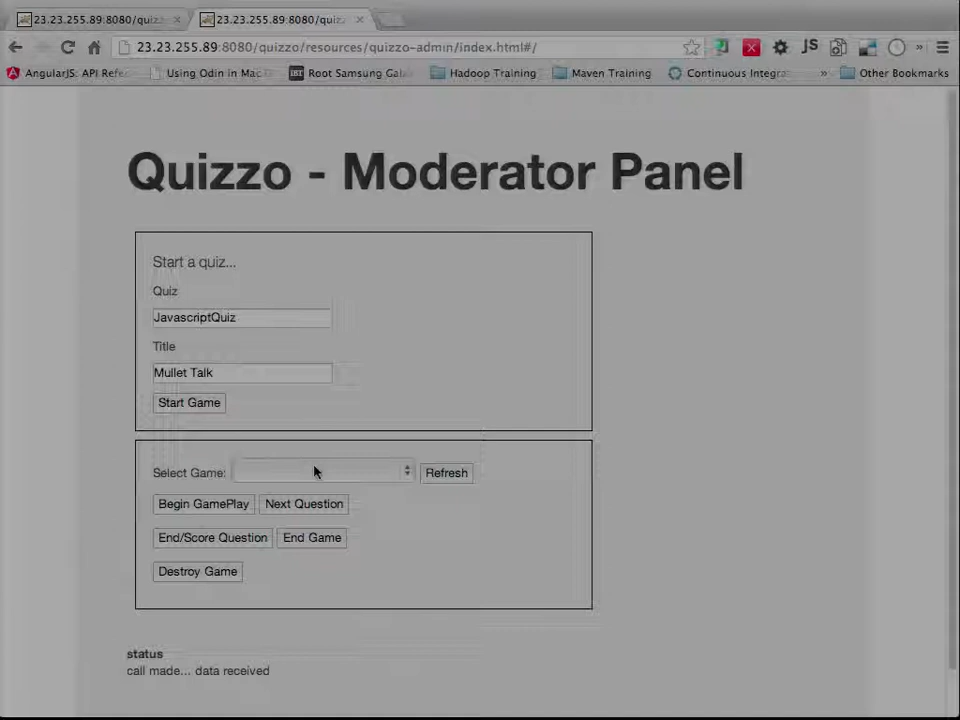 23.23.255.89:8080/quiz
23.23.255.89:8080/quiz
23.23.255.89:8080/quizzo/resources/quizzo-admin/index.html#/
JS
»
AngularJS: API Refe
Using Odin in Mac
Root Samsung Gal
Hadoop Training
Maven Training
Continuous Integra
»
Other Bookmarks
Quizzo - Moderator Panel
Start a quiz...
Quiz
JavascriptQuiz
Title
Mullet Talk
Start Game
Select Game:
Refresh
Begin GamePlay
Next Question
End/Score Question
End Game
Destroy Game
status
call made... data received